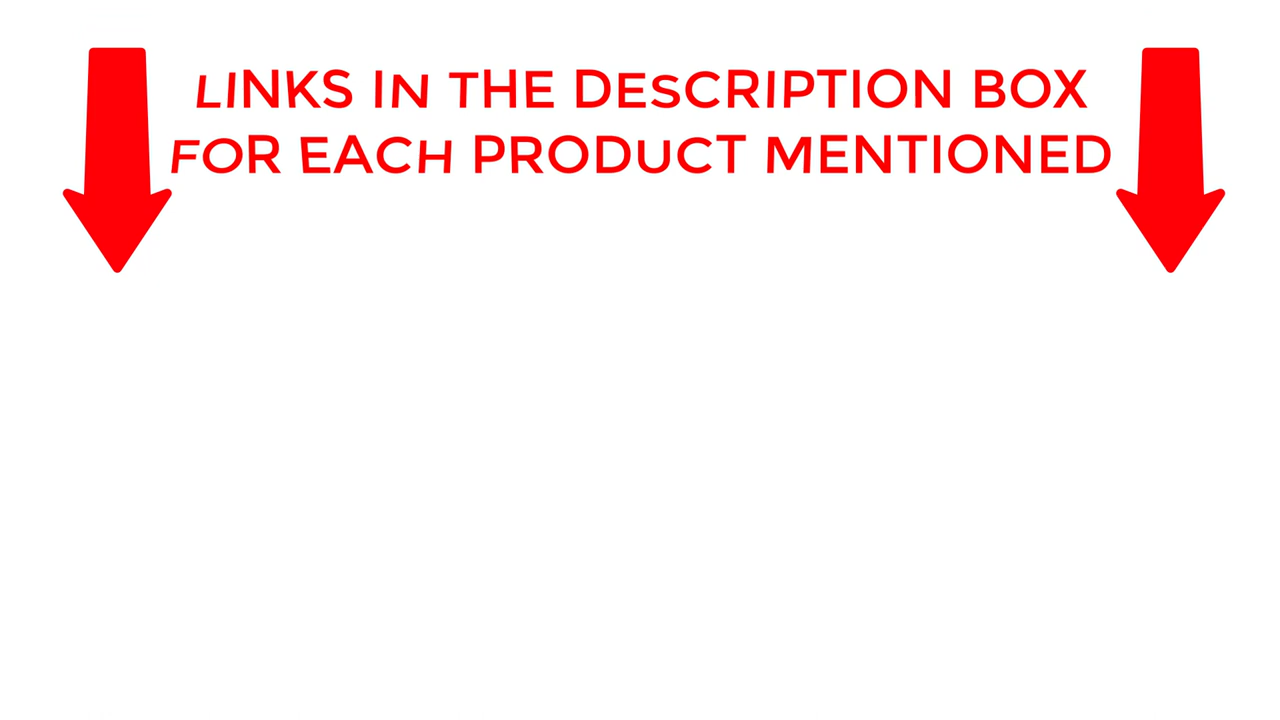 LINKS IN THE DESCRIPTION BOX
FOR EACH PRODUCT MENTIONED